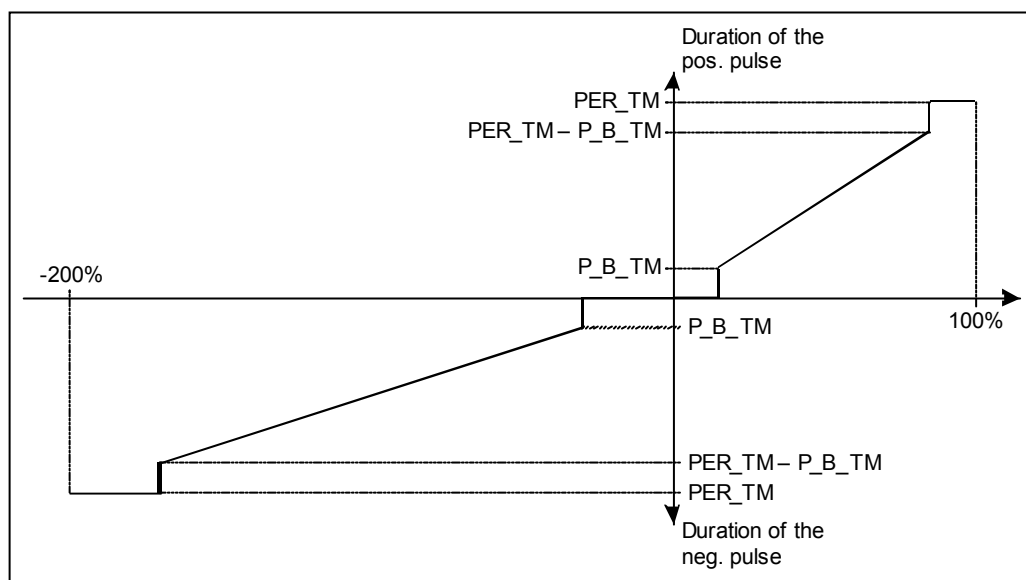 Duration of the
pos. pulse
PER_TM
PER_TM – P_B_TM
P_B_TM
-200%
100%
P_B_TM
PER_TM – P_B_TM
PER_TM
Duration of the
neg. pulse